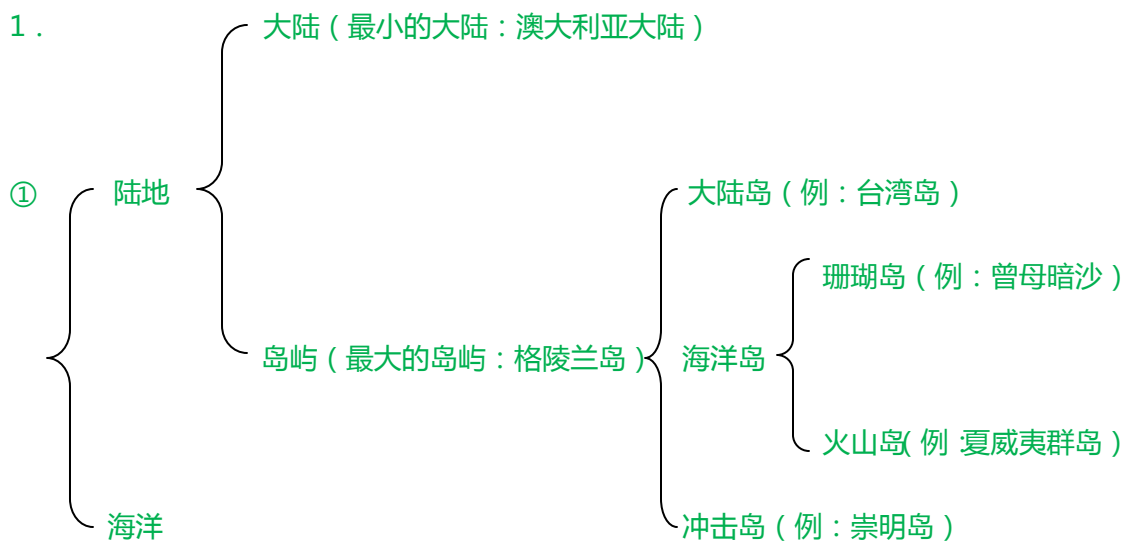 1．
大陆（最小的大陆：澳大利亚大陆）
① 陆地
大陆岛（例：台湾岛）
珊瑚岛（例：曾母暗沙）
岛屿（最大的岛屿：格陵兰岛）
海洋岛
火山岛（例：夏威夷群岛）
海洋
冲击岛（例：崇明岛）